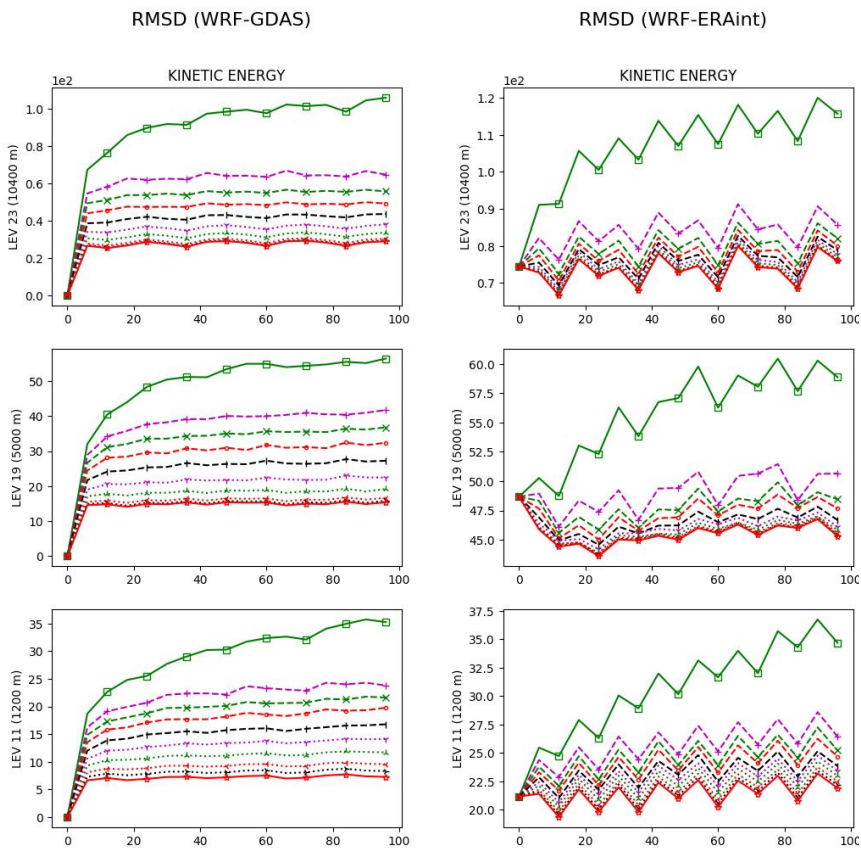 RMSD (WRF-GDAS)
RMSD (WRF-ERAint)
KINETIC ENERGY
1e2
LEV 23 (10400 m)
1.0
0.8
0.6
0.4
0.2
0.0
0 20 40 60 80 100
KINETIC ENERGY
1e2
LEV 23 (10400 m)
1.2
1.1
1.0
0.9
0.8
0.7
0 20 40 60 80 100
LEV 19 (5000 m)
50
40
30
20
10
0
0 20 40 60 80 100
LEV 19 (5000 m)
60.0
57.5
55.0
52.5
50.0
47.5
45.0
0 20 40 60 80 100
LEV 11 (1200 m)
35
30
25
20
15
10
5
0
0 20 40 60 80 100
LEV 11 (1200 m)
37.5
35.0
32.5
30.0
27.5
25.0
22.5
20.0
0 20 40 60 80 100